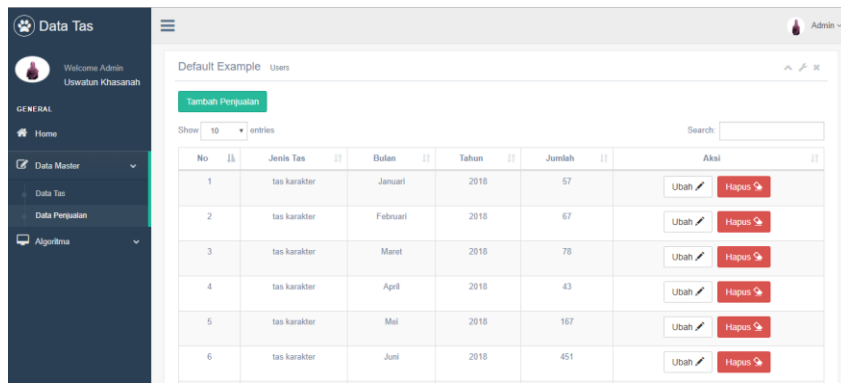 Data Tas
Admin
Welcome Admin
Uswatun Khasanah
GENERAL
Home
Data Master
Data Tas
Data Penjualan
Algoritma
Default Example Users
Tambah Penjualan
Show 10 entries
Search:
No Jenis Tas Bulan Tahun Jumlah Aksi
1 tas karakter Januari 2018 57 Ubah Hapus
2 tas karakter Februari 2018 67 Ubah Hapus
3 tas karakter Maret 2018 78 Ubah Hapus
4 tas karakter April 2018 43 Ubah Hapus
5 tas karakter Mei 2018 167 Ubah Hapus
6 tas karakter Juni 2018 451 Ubah Hapus